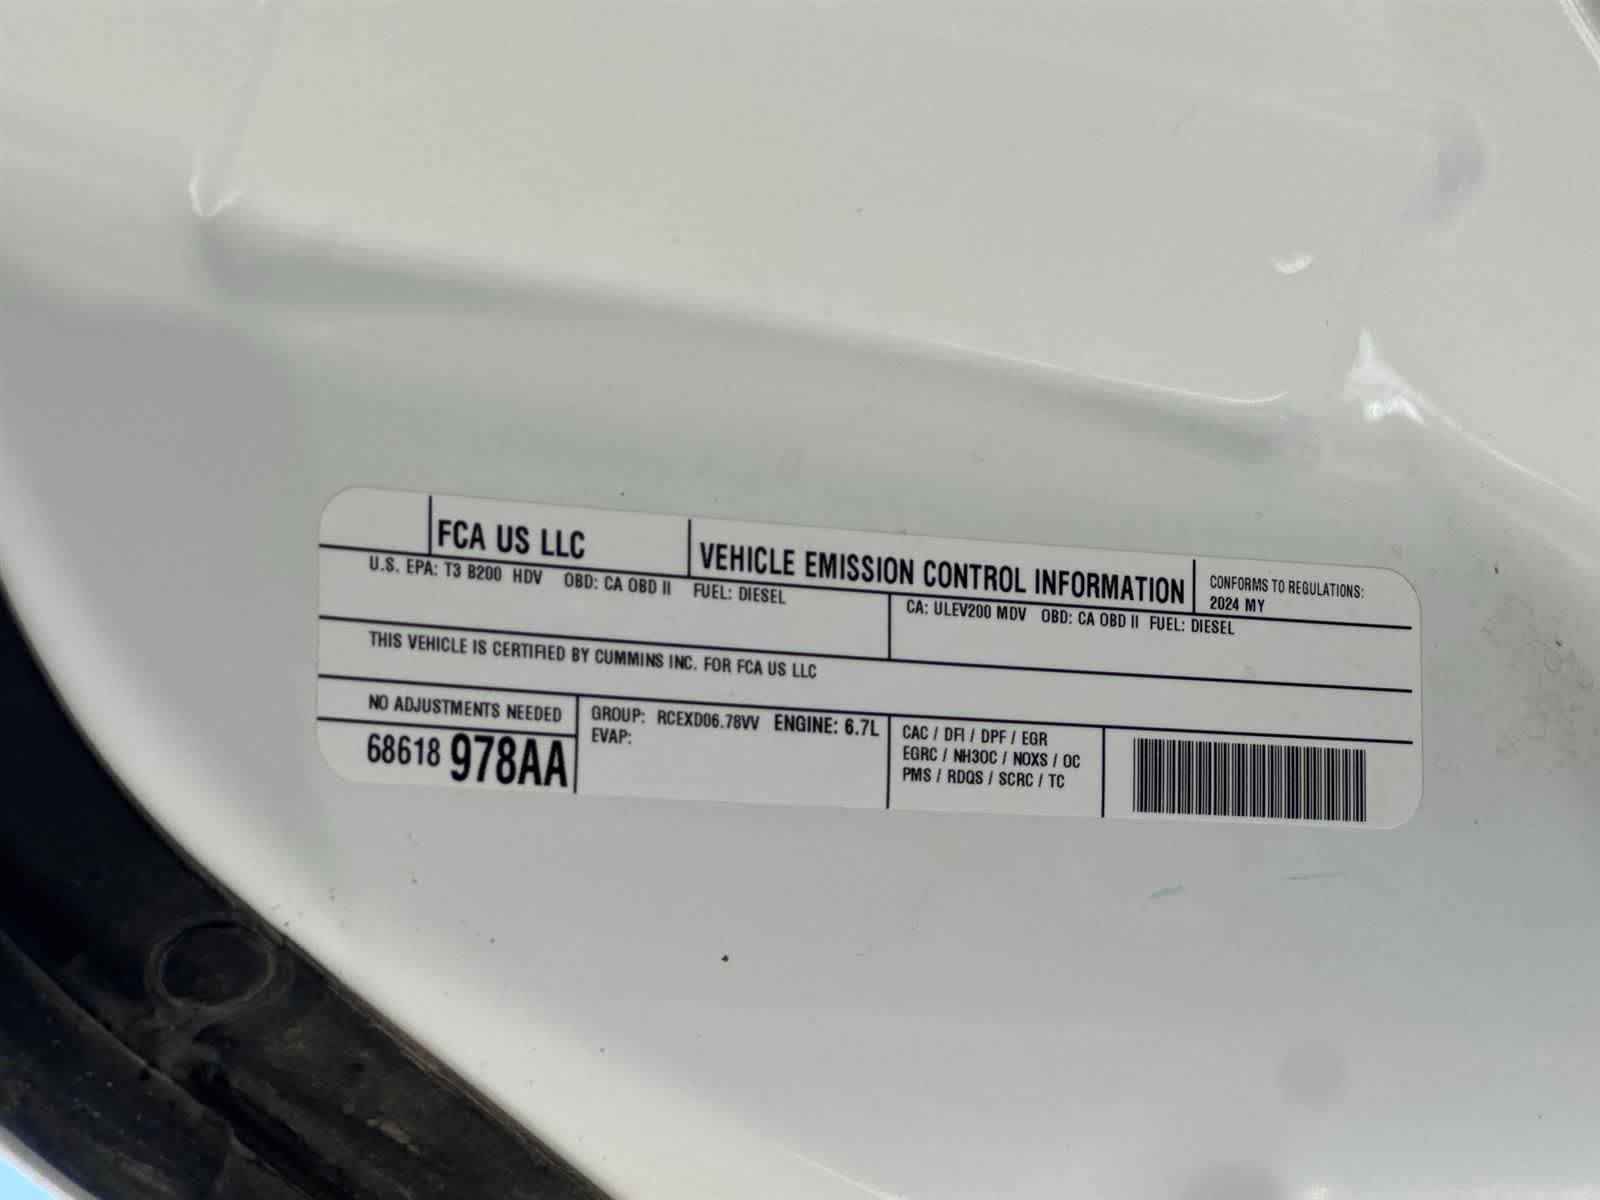 FCA US LLC
VEHICLE EMISSION CONTROL INFORMATION
CONFORMS TO REGULATIONS:
2024 MY
U.S. EPA: T3 B200 HDV OBD: CA OBD II FUEL: DIESEL
CA: ULEV200 MDV OBD: CA OBD II FUEL: DIESEL
THIS VEHICLE IS CERTIFIED BY CUMMINS INC. FOR FCA US LLC
NO ADJUSTMENTS NEEDED
68618 978AA
GROUP: RCEXD06.78VV ENGINE: 6.7L
EVAP:
CAC / DFI / DPF / EGR
EGRC / NH3OC / NOXS / OC
PMS / RDQS / SCRC / TC